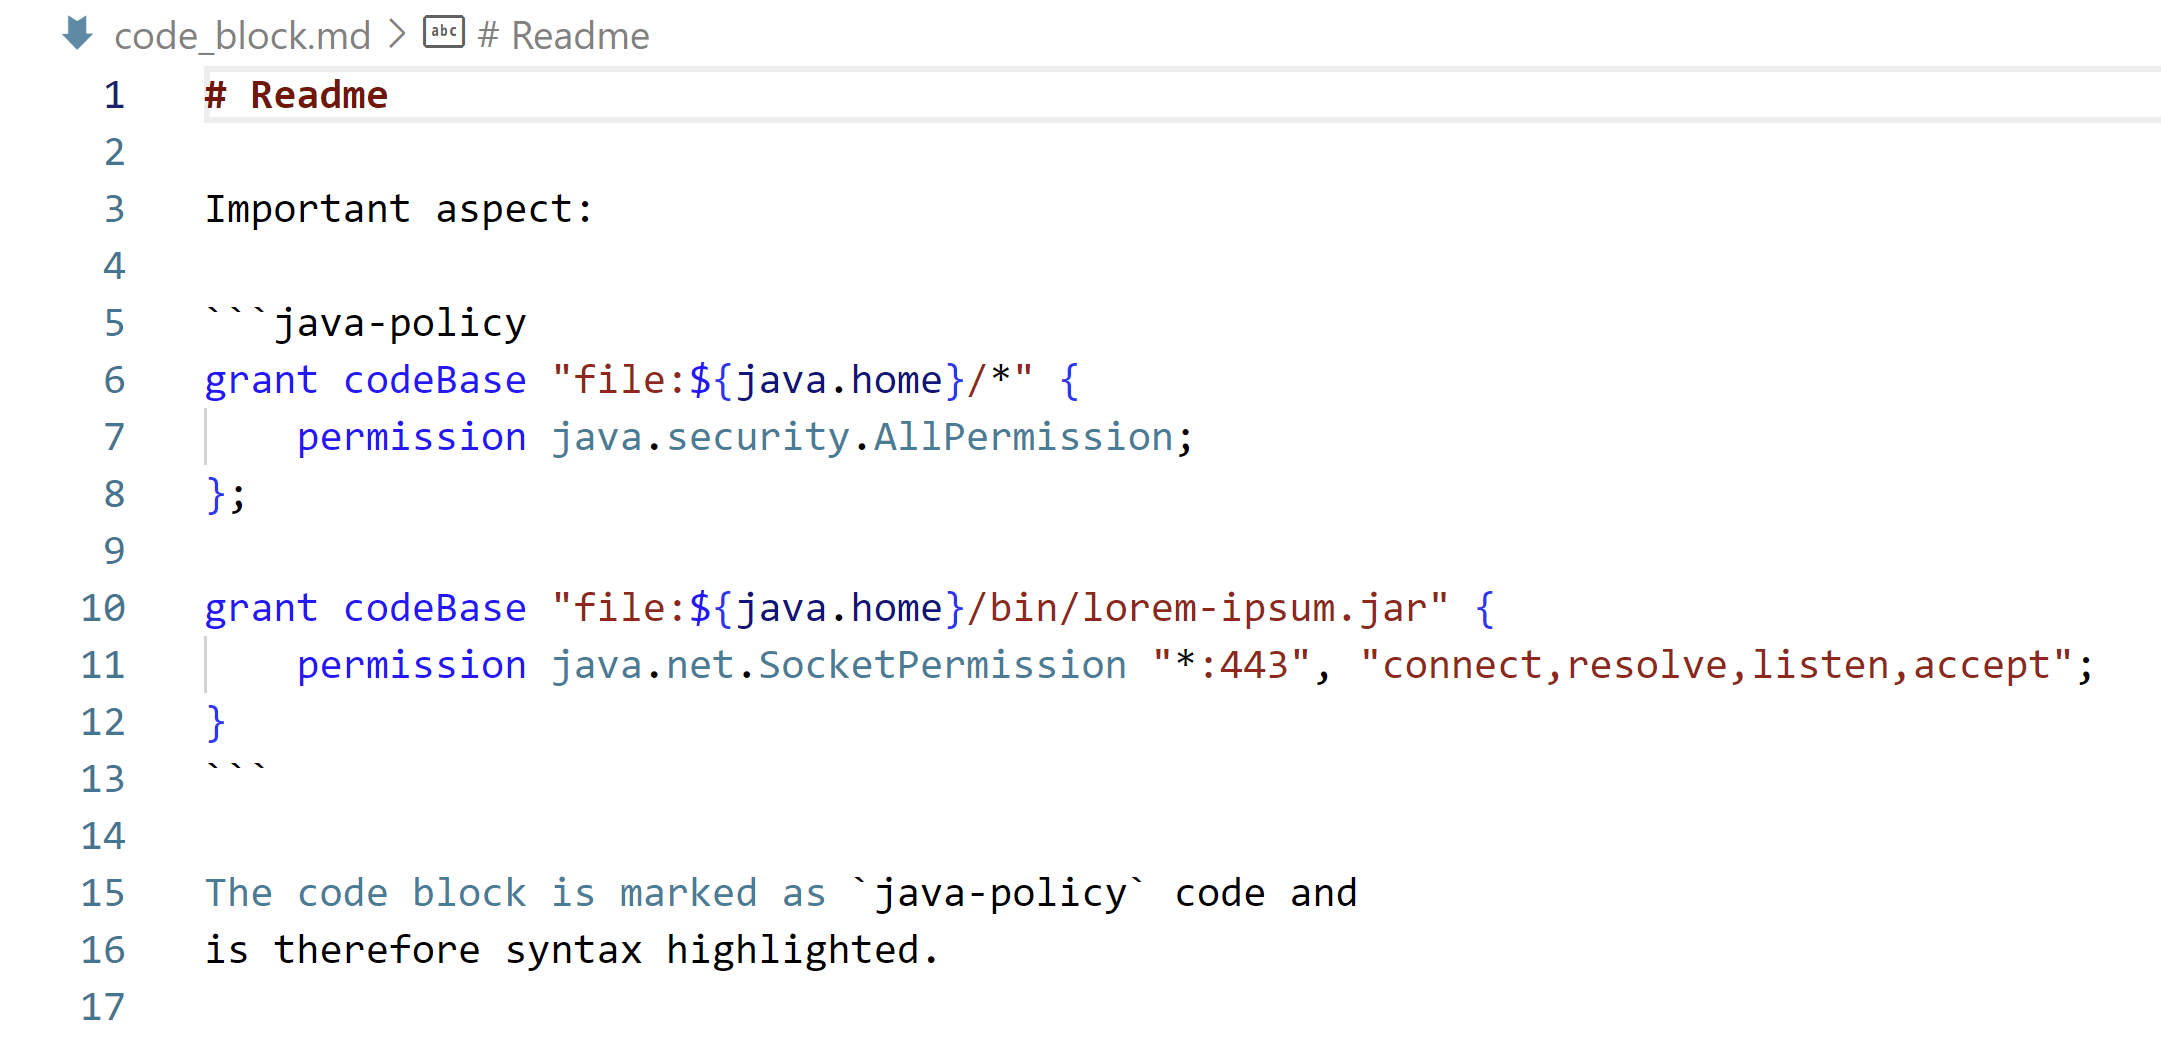 code_block.md > abc # Readme
1 # Readme
2
3 Important aspect:
4
5 ```java-policy
6 grant codeBase "file:${java.home}/*" {
7     permission java.security.AllPermission;
8 };
9
10 grant codeBase "file:${java.home}/bin/lorem-ipsum.jar" {
11     permission java.net.SocketPermission "*:443", "connect,resolve,listen,accept";
12 }
13 ```
14
15 The code block is marked as `java-policy` code and
16 is therefore syntax highlighted.
17